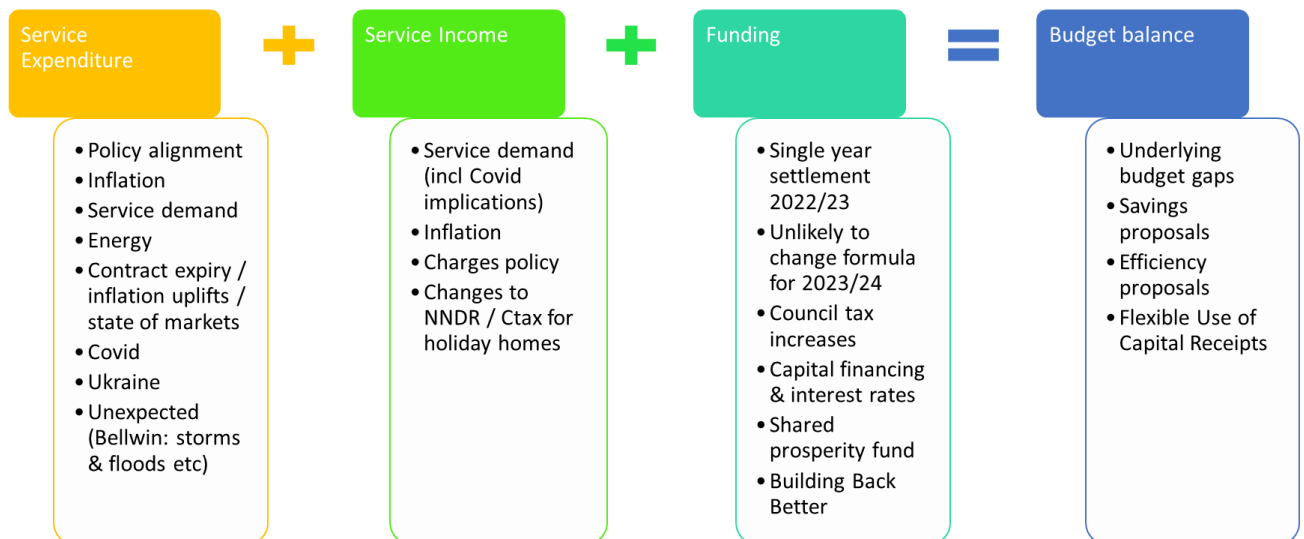 Service
Expenditure
• Policy alignment
• Inflation
• Service demand
• Energy
• Contract expiry /
inflation uplifts /
state of markets
• Covid
• Ukraine
• Unexpected
(Bellwin: storms
& floods etc)
+
Service Income
• Service demand
(incl Covid
implications)
• Inflation
• Charges policy
• Changes to
NNDR / Ctax for
holiday homes
+
Funding
• Single year
settlement
2022/23
• Unlikely to
change formula
for 2023/24
• Council tax
increases
• Capital financing
& interest rates
• Shared
prosperity fund
• Building Back
Better
=
Budget balance
• Underlying
budget gaps
• Savings
proposals
• Efficiency
proposals
• Flexible Use of
Capital Receipts